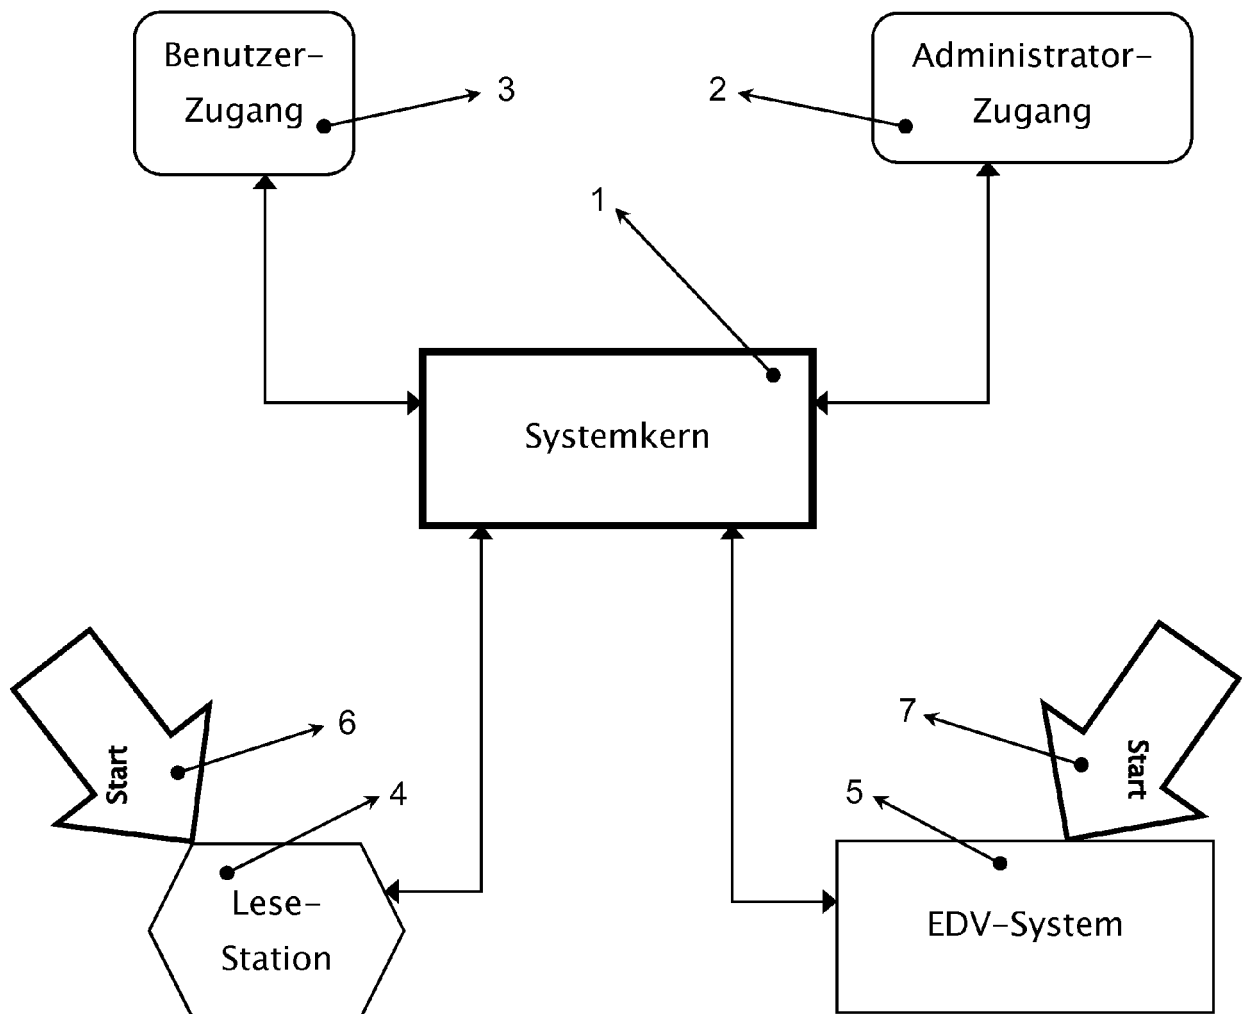 Benutzer-
Zugang
3
2
Administrator-
Zugang
1
Systemkern
6
Start
4
7
Start
5
Lese-
Station
EDV-System